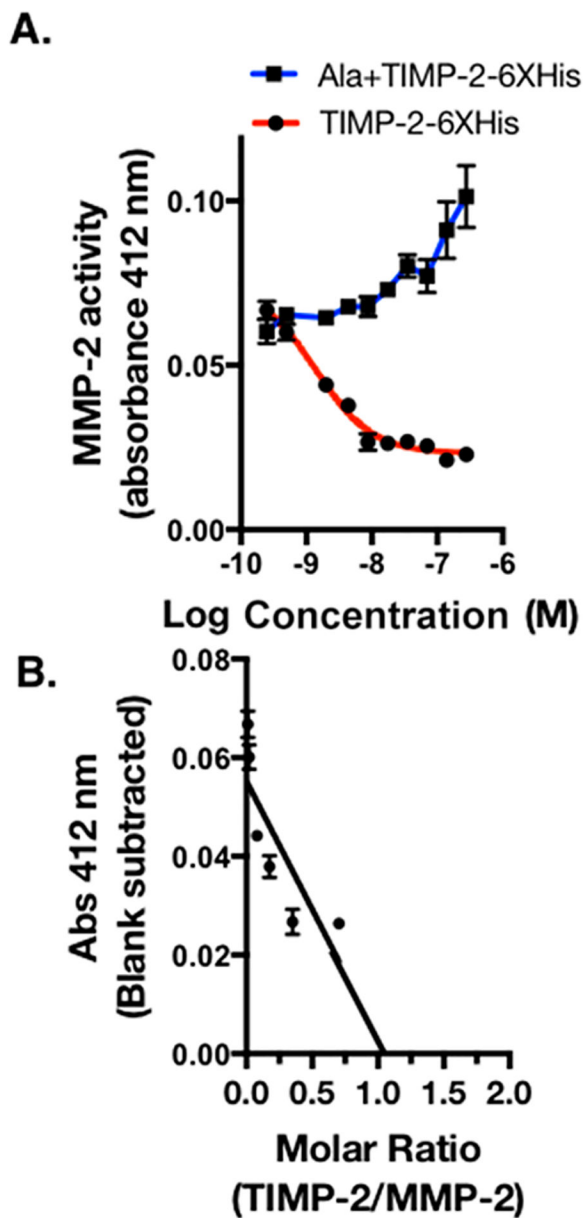 A.
Ala+TIMP-2-6XHis
TIMP-2-6XHis
MMP-2 activity
(absorbance 412 nm)
0.10
0.05
0.00
-10 -9 -8 -7 -6
Log Concentration (M)
B.
Abs 412 nm
(Blank subtracted)
0.08
0.06
0.04
0.02
0.00
0.0 0.5 1.0 1.5 2.0
Molar Ratio
(TIMP-2/MMP-2)